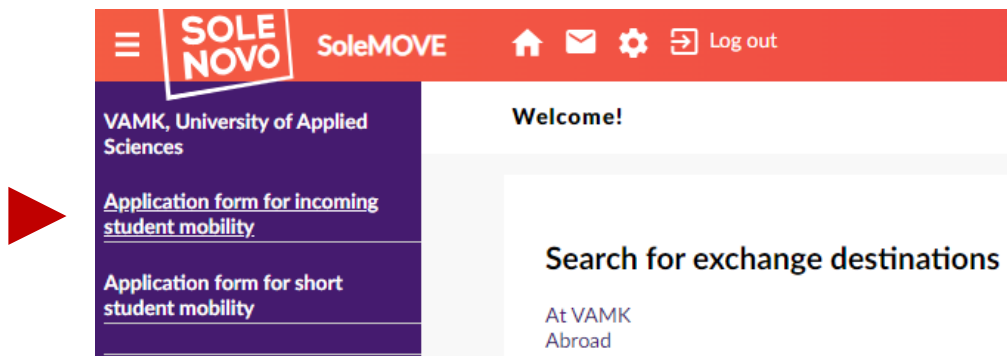 SOLE
NOVO
SoleMOVE
Log out
VAMK, University of Applied
Sciences
Application form for incoming
student mobility
Application form for short
student mobility
Welcome!
Search for exchange destinations
At VAMK
Abroad